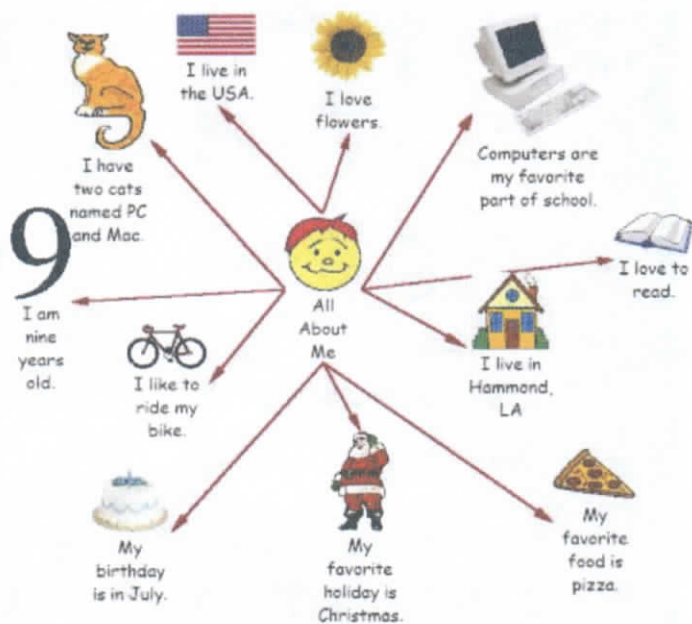 I live in
the USA.
I love
flowers.
Computers are
my favorite
part of school.
I have
two cats
named PC
and Mac.
9
I am
nine
years
old.
All
About
Me
I love to
read.
I like to
ride my
bike.
I live in
Hammond,
LA
My
birthday
is in July.
My
favorite
holiday is
Christmas.
My
favorite
food is
pizza.